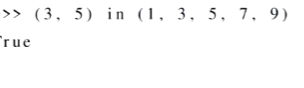 >> (3, 5) in (1, 3, 5, 7, 9)
True